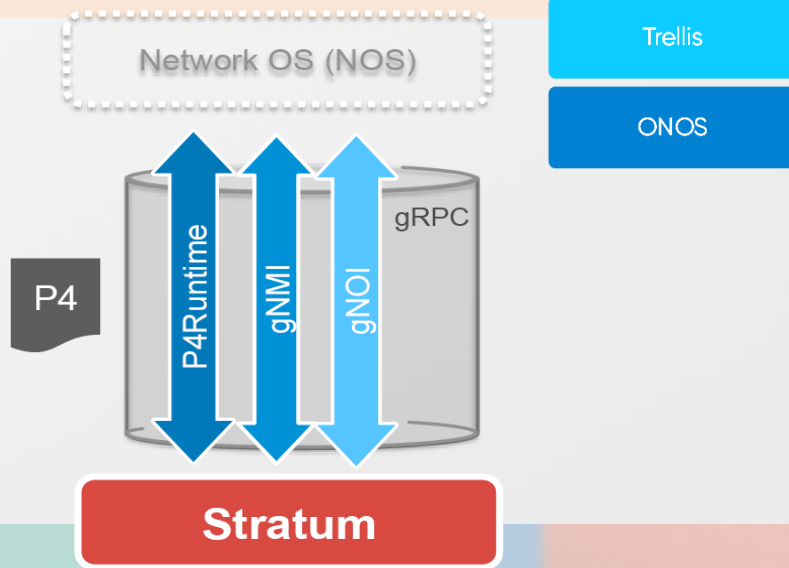 Network OS (NOS)
Trellis
ONOS
gRPC
P4
P4Runtime
gNMI
gNOI
Stratum